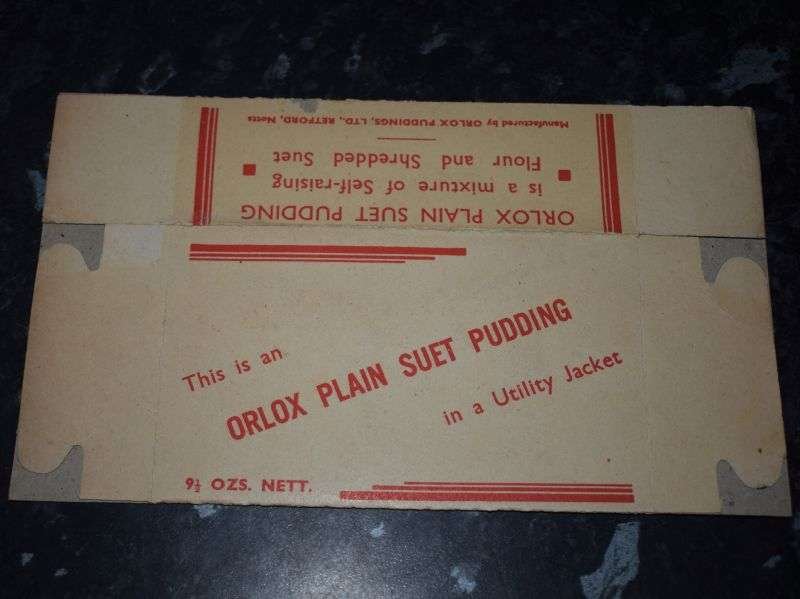 ORLOX PLAIN SUET PUDDING
is a mixture of Self-raising
Flour and Shredded Suet
Manufactured by ORLOX PUDDINGS, LTD., RETFORD, Notts
This is an
ORLOX PLAIN SUET PUDDING
in a Utility Jacket
9½ OZS. NETT.